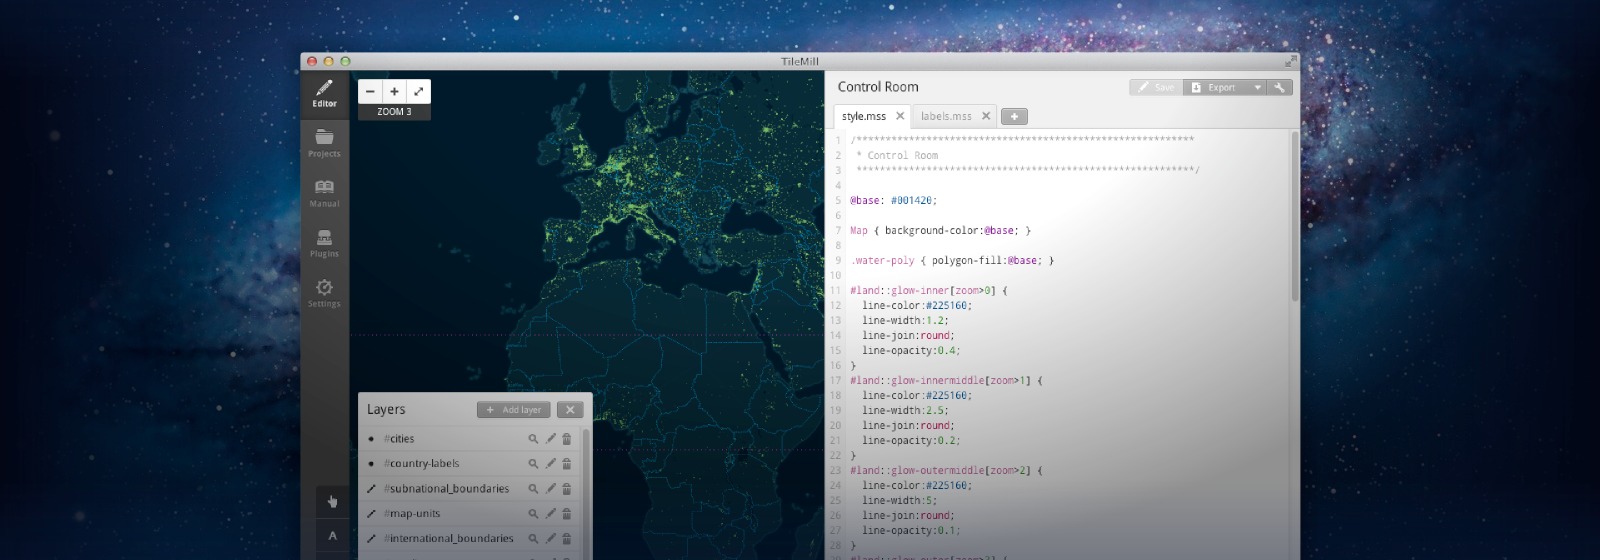 TileMill
Editor
Projects
Manual
Plugins
Settings
A
− +
ZOOM 3
Layers
+ Add layer
#cities
#country-labels
#subnational_boundaries
#map-units
#international_boundaries
Control Room
Save Export
style.mss labels.mss +
1 /**********************************************************
2  * Control Room
3  **********************************************************/
4
5 @base: #001420;
6
7 Map { background-color:@base; }
8
9 .water-poly { polygon-fill:@base; }
10
11 #land::glow-inner[zoom>0] {
12   line-color:#225160;
13   line-width:1.2;
14   line-join:round;
15   line-opacity:0.4;
16 }
17 #land::glow-innermiddle[zoom>1] {
18   line-color:#225160;
19   line-width:2.5;
20   line-join:round;
21   line-opacity:0.2;
22 }
23 #land::glow-outermiddle[zoom>2] {
24   line-color:#225160;
25   line-width:5;
26   line-join:round;
27   line-opacity:0.1;
28 }